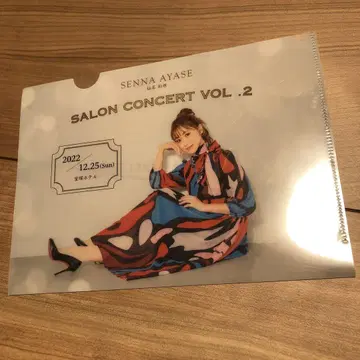 SENNA AYASE
SALON CONCERT VOL .2
2022
12.25(Sun)